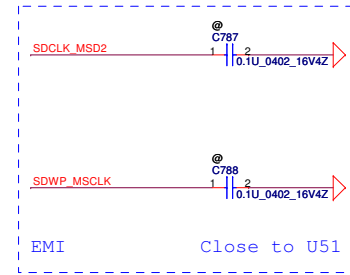 @
C787
SDCLK_MSD2
1 2
0.1U_0402_16V4Z
@
C788
SDWP_MSCLK
1 2
0.1U_0402_16V4Z
EMI Close to U51